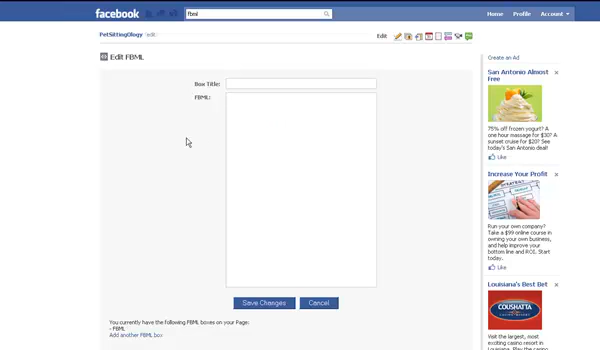 facebook
fbml
Home Profile Account
PetSittingOlogy edit
Edit
Edit FBML
Box Title:
FBML:
Save Changes Cancel
You currently have the following FBML boxes on your Page:
- FBML
Add another FBML box
Create an Ad
San Antonio Almost
Free
75% off frozen yogurt? A
one hour massage for $30? A
sunset cruise for $20? See
today's San Antonio deal!
Like
Increase Your Profit
Run your own company?
Take a $99 online course in
owning your own business,
and help improve your
bottom line and ROI. Start
today.
Like
Louisiana's Best Bet
COUSHATTA
Visit the largest, most
exciting casino resort in
Louisiana. Play the casino